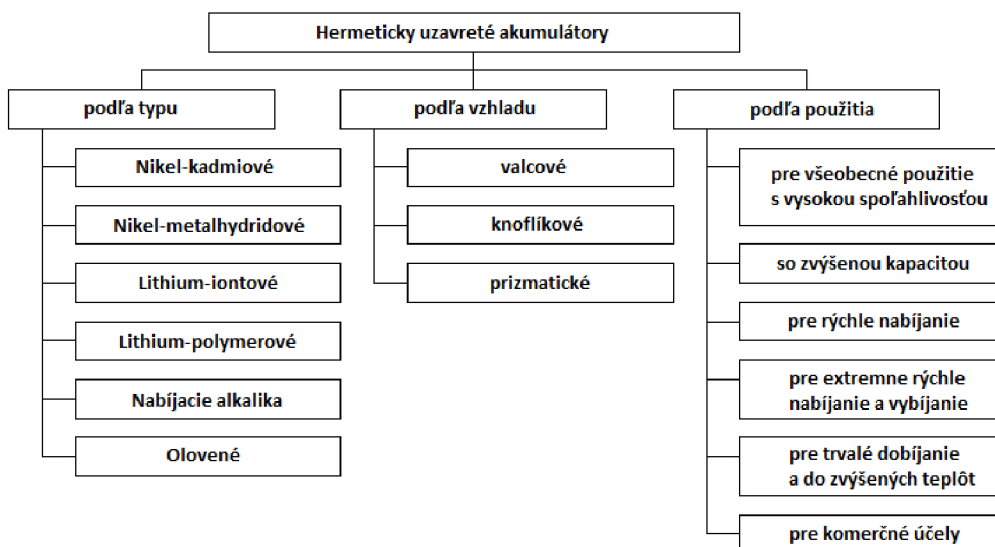 Hermeticky uzavreté akumulátory
podľa typu
Nikel-kadmiové
Nikel-metalhydridové
Lithium-iontové
Lithium-polymerové
Nabíjacie alkalika
Olovené
podľa vzhladu
valcové
knoflíkové
prizmatické
podľa použitia
pre všeobecné použitie
s vysokou spoľahlivosťou
so zvýšenou kapacitou
pre rýchle nabíjanie
pre extremne rýchle
nabíjanie a vybíjanie
pre trvalé dobíjanie
a do zvýšených teplôt
pre komerčné účely